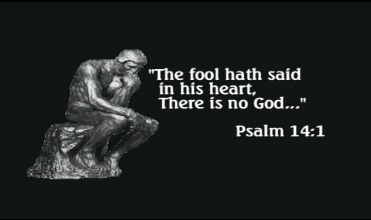 "The fool hath said
in his heart,
There is no God..."
Psalm 14:1